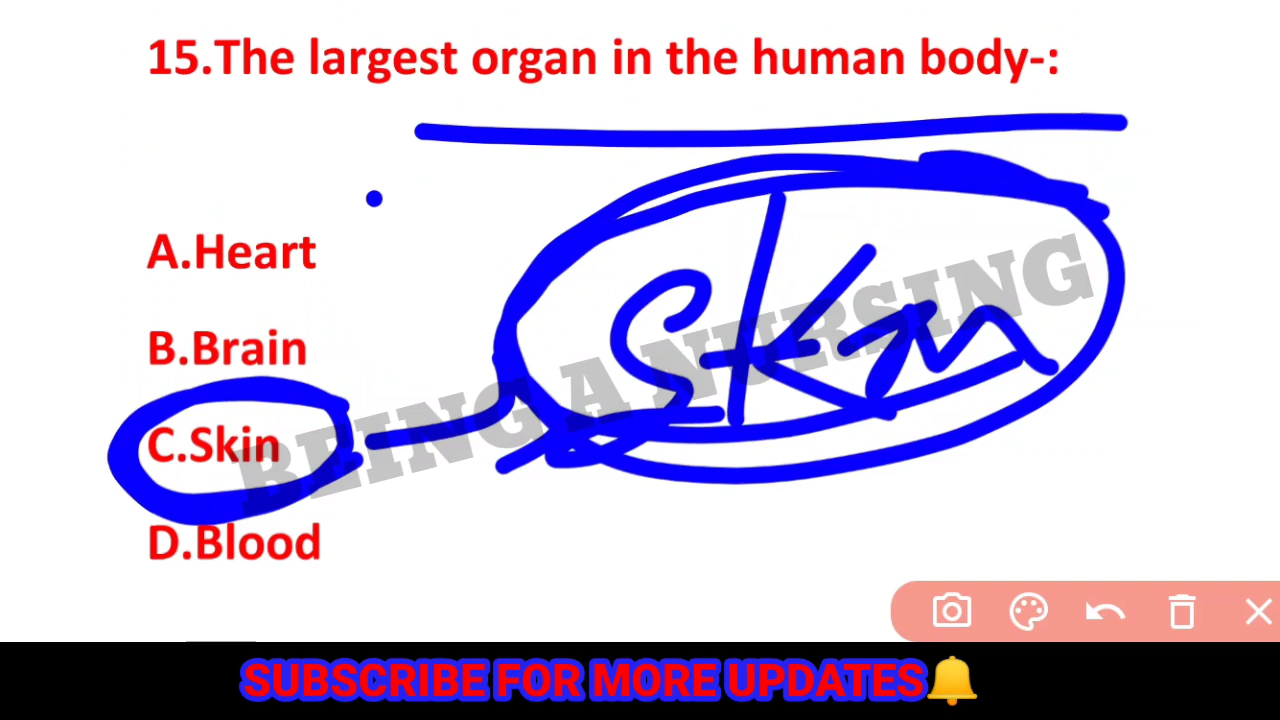 15.The largest organ in the human body-:
A.Heart
B.Brain
C.Skin
D.Blood
Skin
BEING A NURSING
SUBSCRIBE FOR MORE UPDATES🔔